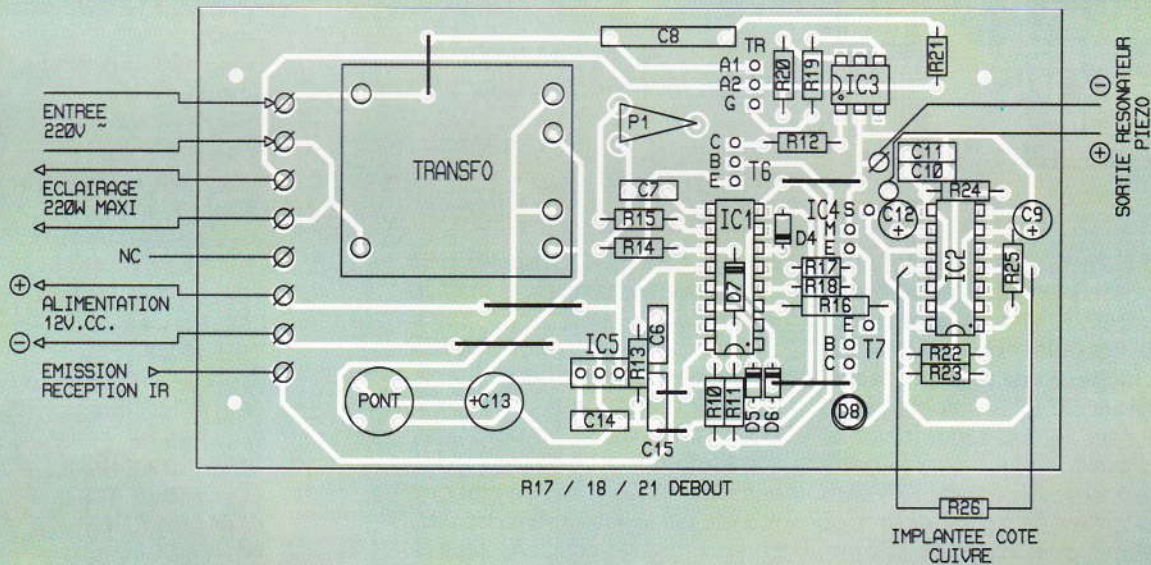 C8
TR
R20
R19
R21
A1
A2
G
IC3
ENTREE
220V ~
P1
R12
SORTIE RESONATEUR
PIEZO
-
+
TRANSFO
C
B
E
T6
C11
C10
ECLAIRAGE
220W MAXI
C7
R24
R15
IC1
IC4 S
M
E
C12
+
C9
+
R14
D4
NC
R17
R18
R16
D7
IC2
R25
+
ALIMENTATION
12V.CC.
-
IC5
R13
C6
E
B
C
T7
R22
R23
EMISSION
RECEPTION IR
PONT
+C13
C14
C15
R10
R11
D5
D6
D8
R17 / 18 / 21 DEBOUT
R26
IMPLANTEE COTE
CUIVRE